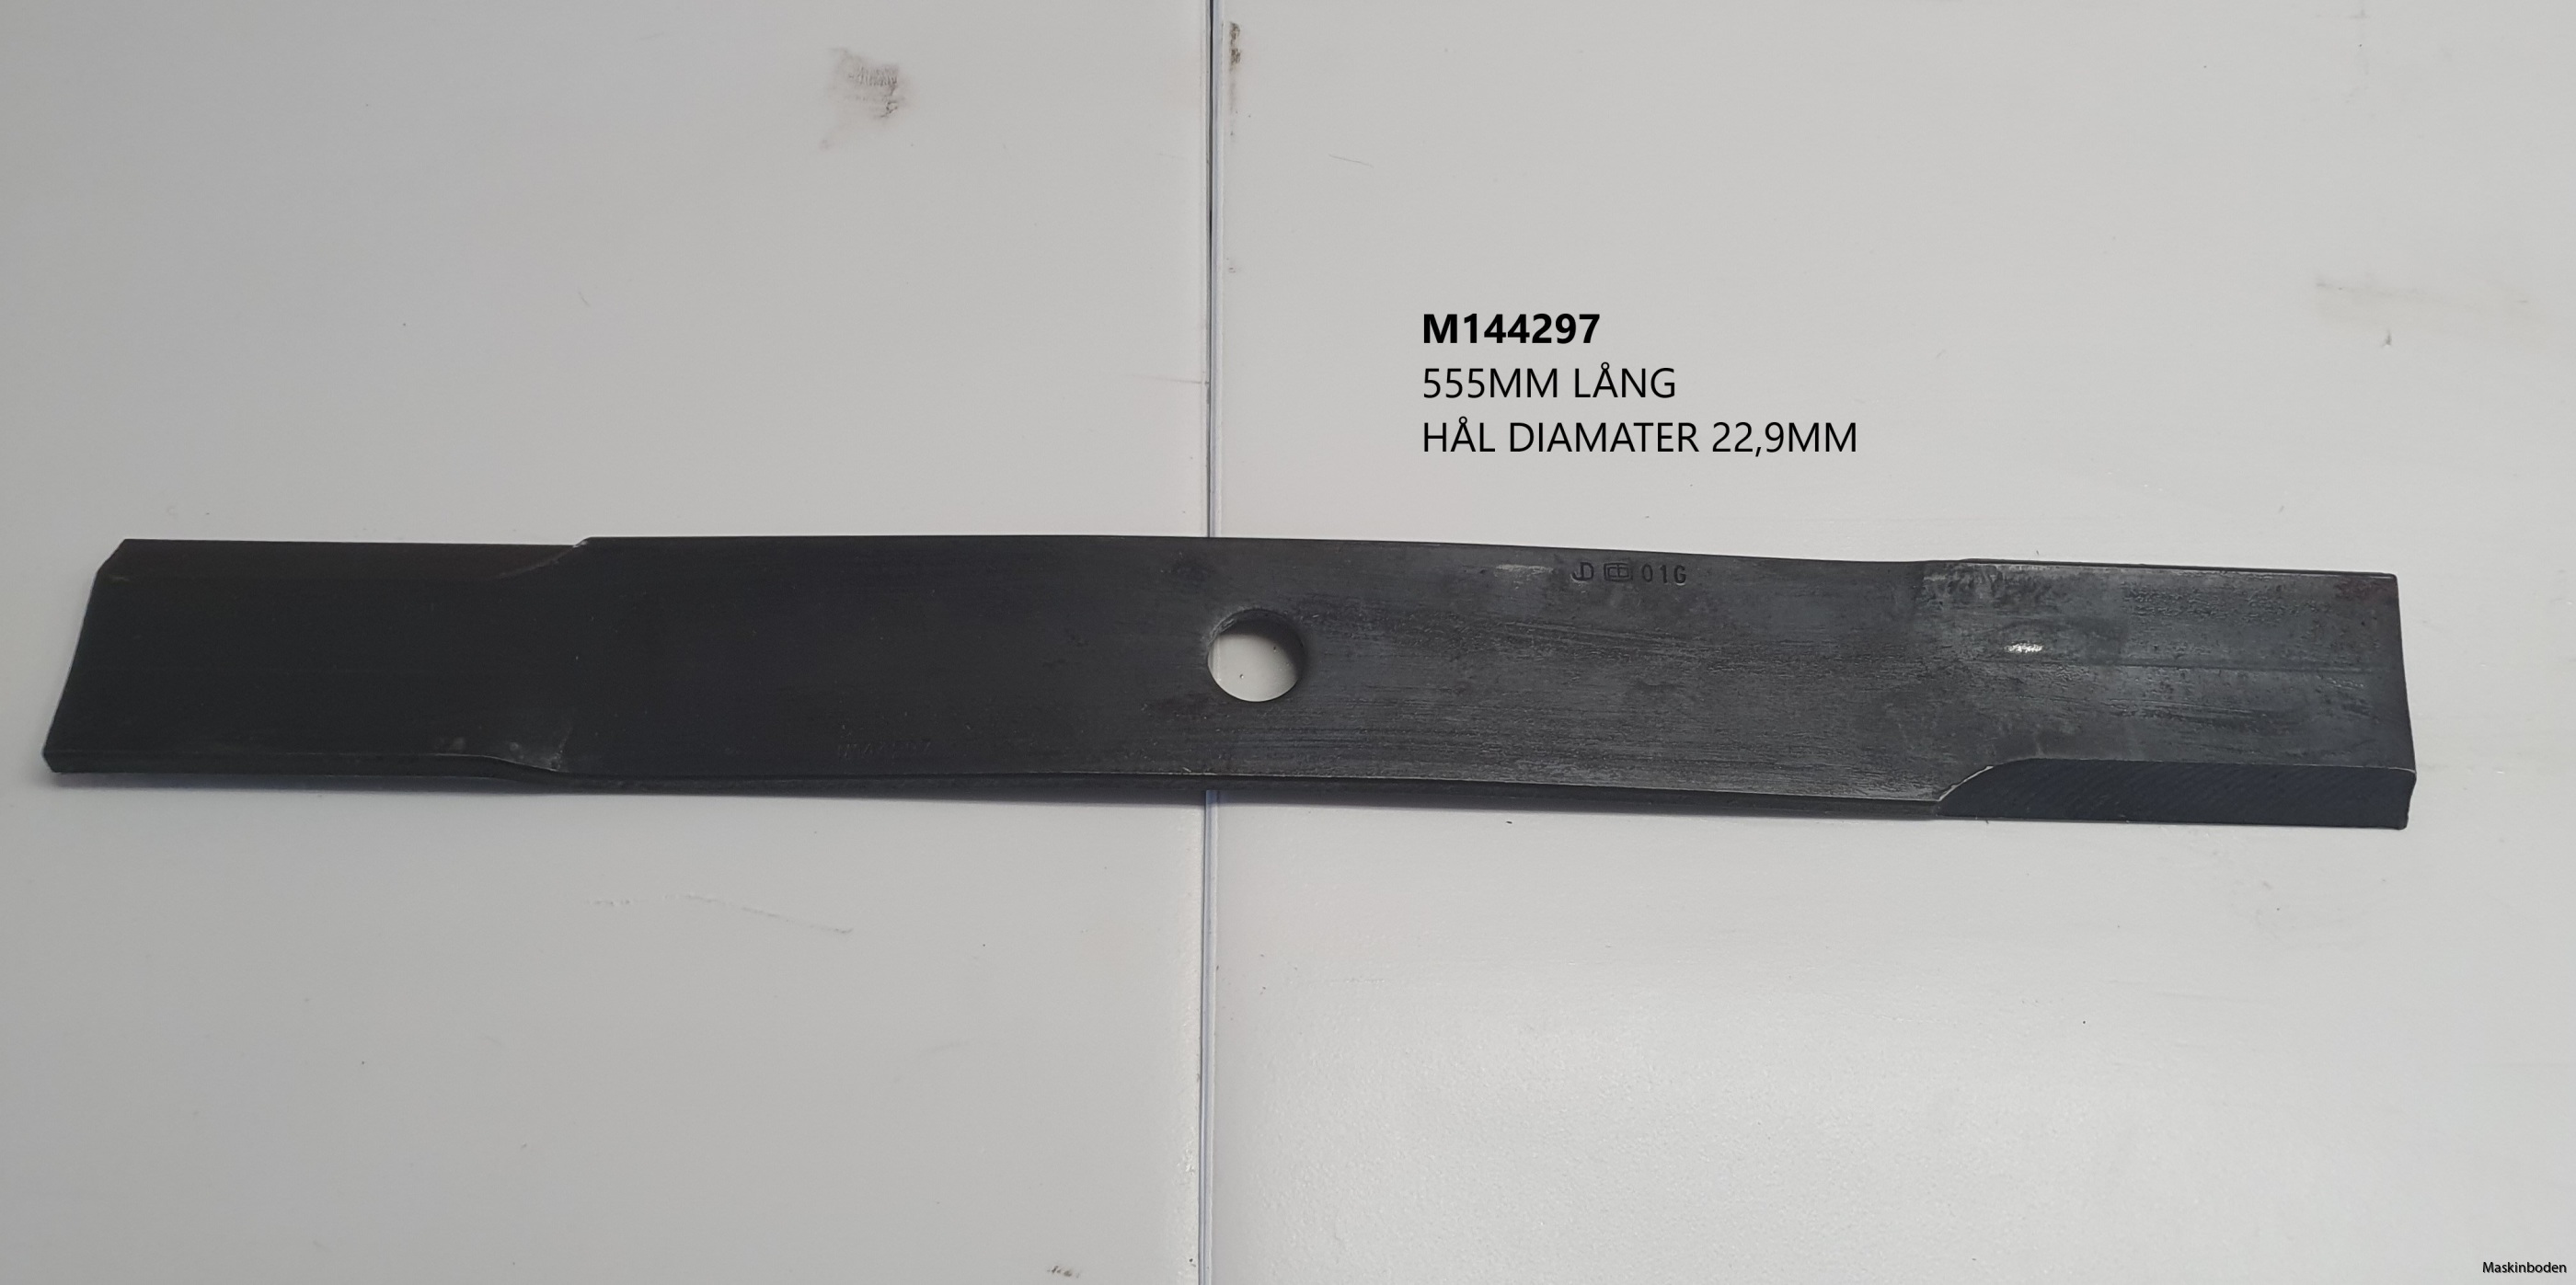 M144297
555MM LÅNG
HÅL DIAMATER 22,9MM
JD 01G
Maskinboden